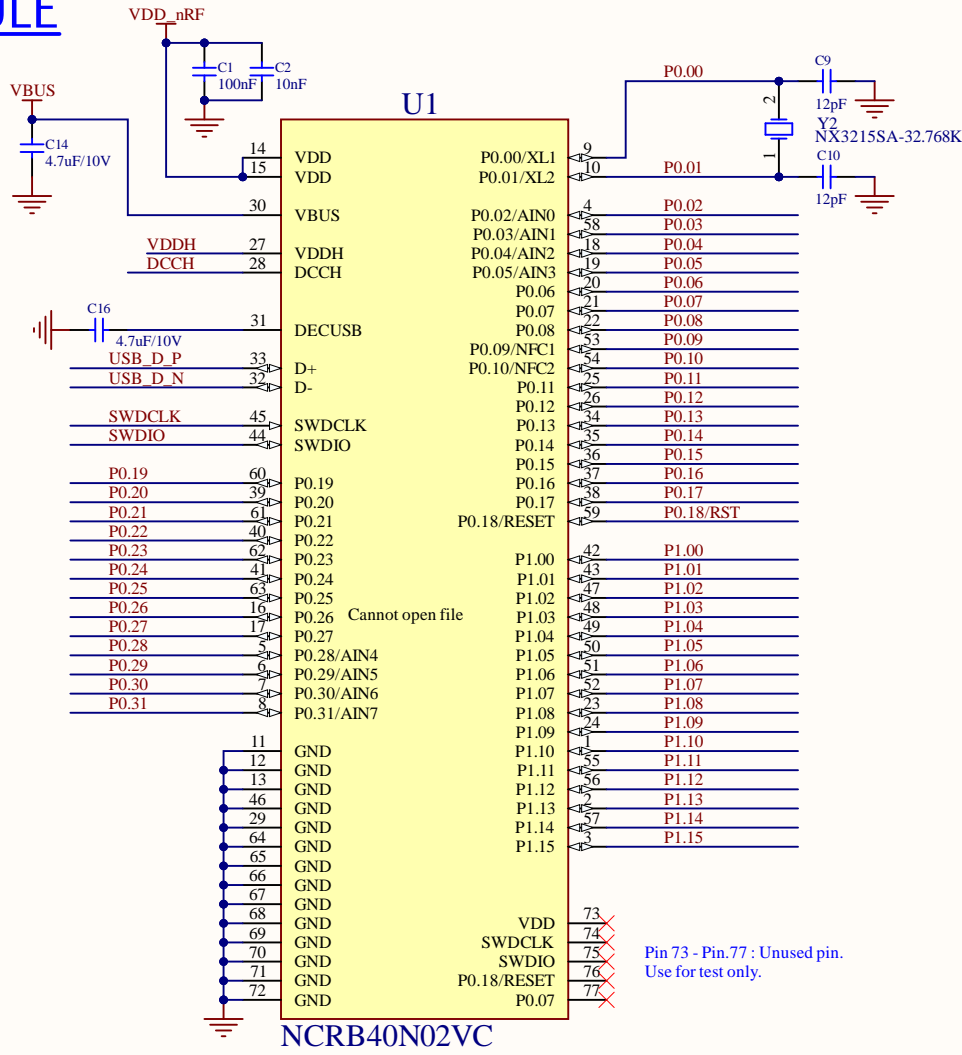 ULE
VDD_nRF
C1
100nF
C2
10nF
VBUS
C14
4.7uF/10V
U1
P0.00
C9
12pF
2
Y2
NX3215SA-32.768K
1
P0.01
C10
12pF
14 VDD
15 VDD
30 VBUS
VDDH 27 VDDH
DCCH 28 DCCH
C16
4.7uF/10V
31 DECUSB
USB_D_P 33 D+
USB_D_N 32 D-
SWDCLK 45 SWDCLK
SWDIO 44 SWDIO
P0.19 60 P0.19
P0.20 39 P0.20
P0.21 61 P0.21
P0.22 40 P0.22
P0.23 62 P0.23
P0.24 41 P0.24
P0.25 63 P0.25
P0.26 16 P0.26
P0.27 17 P0.27
P0.28 5 P0.28/AIN4
P0.29 6 P0.29/AIN5
P0.30 7 P0.30/AIN6
P0.31 8 P0.31/AIN7
Cannot open file
11 GND
12 GND
13 GND
46 GND
29 GND
64 GND
65 GND
66 GND
67 GND
68 GND
69 GND
70 GND
71 GND
72 GND
P0.00/XL1 9
P0.01/XL2 10
P0.02/AIN0 4 P0.02
P0.03/AIN1 58 P0.03
P0.04/AIN2 18 P0.04
P0.05/AIN3 19 P0.05
P0.06 20 P0.06
P0.07 21 P0.07
P0.08 22 P0.08
P0.09/NFC1 53 P0.09
P0.10/NFC2 54 P0.10
P0.11 25 P0.11
P0.12 26 P0.12
P0.13 34 P0.13
P0.14 35 P0.14
P0.15 36 P0.15
P0.16 37 P0.16
P0.17 38 P0.17
P0.18/RESET 59 P0.18/RST
P1.00 42 P1.00
P1.01 43 P1.01
P1.02 47 P1.02
P1.03 48 P1.03
P1.04 49 P1.04
P1.05 50 P1.05
P1.06 51 P1.06
P1.07 52 P1.07
P1.08 23 P1.08
P1.09 24 P1.09
P1.10 1 P1.10
P1.11 55 P1.11
P1.12 56 P1.12
P1.13 2 P1.13
P1.14 57 P1.14
P1.15 3 P1.15
VDD 73
SWDCLK 74
SWDIO 75
P0.18/RESET 76
P0.07 77
Pin 73 - Pin.77 : Unused pin.
Use for test only.
NCRB40N02VC